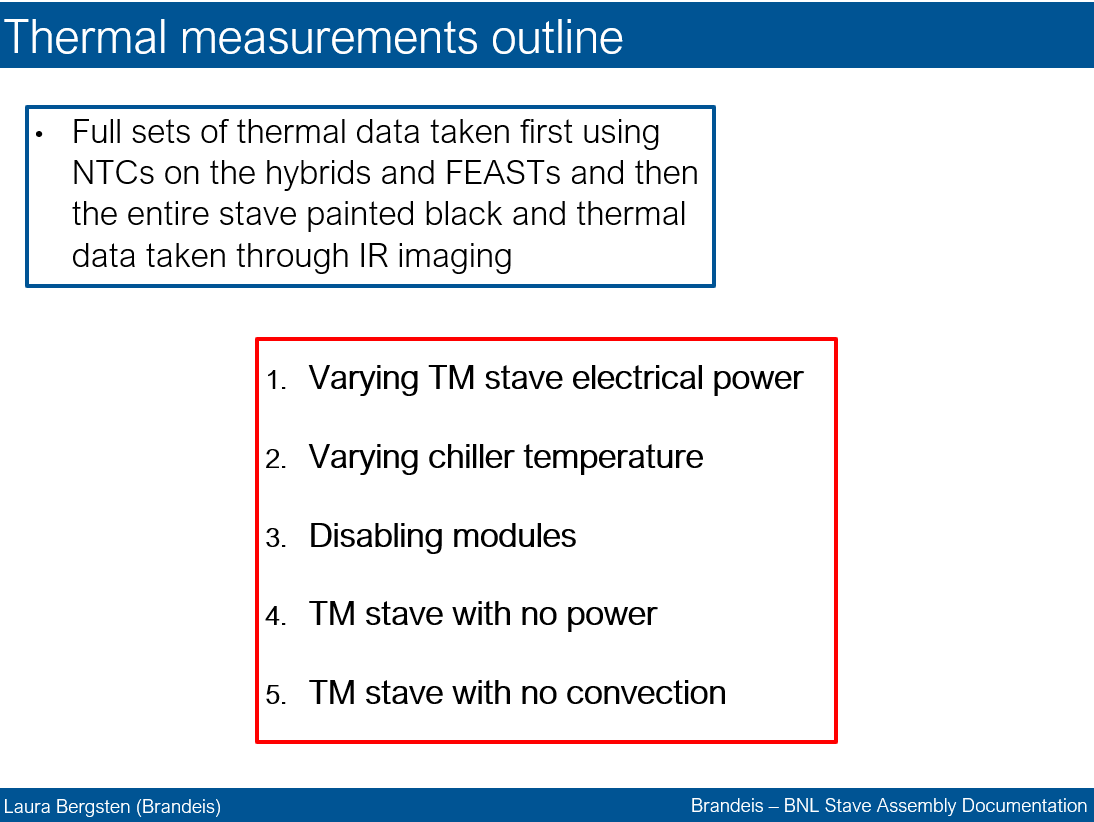 Thermal measurements outline
• Full sets of thermal data taken first using
NTCs on the hybrids and FEASTs and then
the entire stave painted black and thermal
data taken through IR imaging
1. Varying TM stave electrical power
2. Varying chiller temperature
3. Disabling modules
4. TM stave with no power
5. TM stave with no convection
Laura Bergsten (Brandeis)
Brandeis – BNL Stave Assembly Documentation